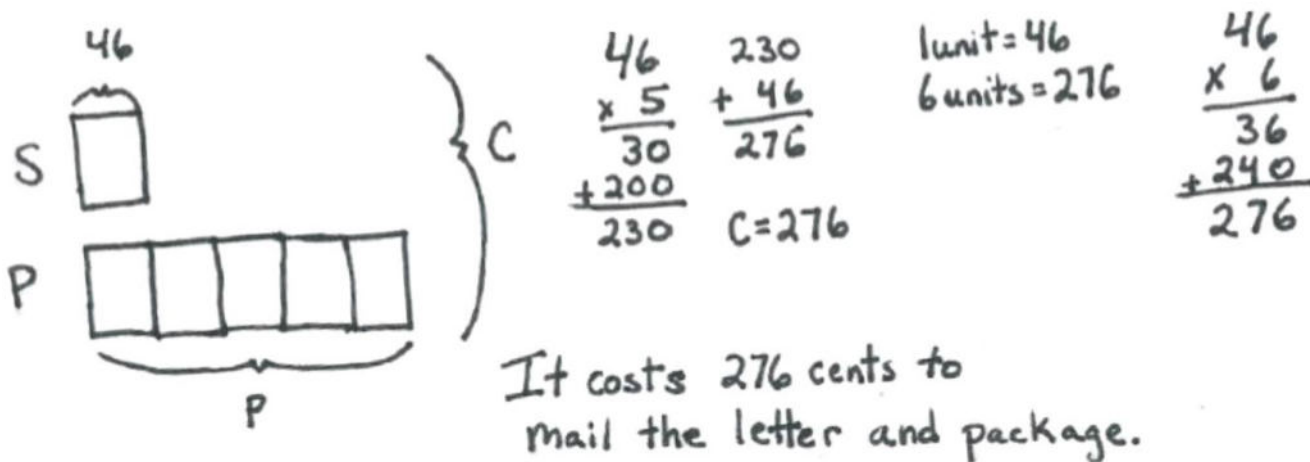 46
S
P
P
C
46
x 5
30
+200
230
230
+ 46
276
C=276
1unit=46
6units=276
46
x 6
36
+240
276
It costs 276 cents to
mail the letter and package.